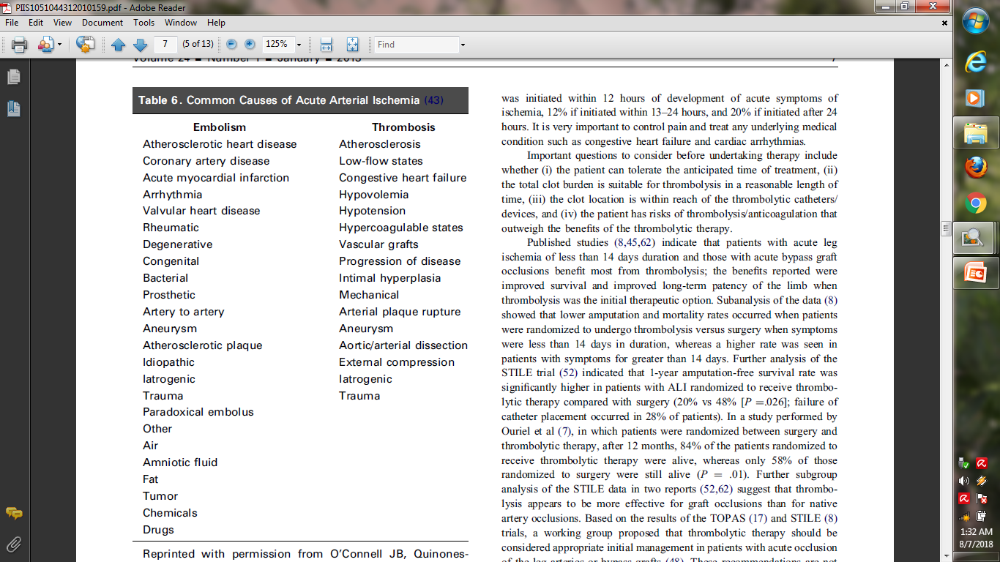 PIIS1051044312010159.pdf - Adobe Reader
File Edit View Document Tools Window Help
7 (5 of 13) 125% Find
Volume 24 ■ Number 1 ■ January ■ 2013 7
Table 6. Common Causes of Acute Arterial Ischemia (43)
Embolism Thrombosis
Atherosclerotic heart disease Atherosclerosis
Coronary artery disease Low-flow states
Acute myocardial infarction Congestive heart failure
Arrhythmia Hypovolemia
Valvular heart disease Hypotension
Rheumatic Hypercoagulable states
Degenerative Vascular grafts
Congenital Progression of disease
Bacterial Intimal hyperplasia
Prosthetic Mechanical
Artery to artery Arterial plaque rupture
Aneurysm Aneurysm
Atherosclerotic plaque Aortic/arterial dissection
Idiopathic External compression
Iatrogenic Iatrogenic
Trauma Trauma
Paradoxical embolus
Other
Air
Amniotic fluid
Fat
Tumor
Chemicals
Drugs
Reprinted with permission from O'Connell JB, Quinones-
was initiated within 12 hours of development of acute symptoms of
ischemia, 12% if initiated within 13–24 hours, and 20% if initiated after 24
hours. It is very important to control pain and treat any underlying medical
condition such as congestive heart failure and cardiac arrhythmias.
Important questions to consider before undertaking therapy include
whether (i) the patient can tolerate the anticipated time of treatment, (ii)
the total clot burden is suitable for thrombolysis in a reasonable length of
time, (iii) the clot location is within reach of the thrombolytic catheters/
devices, and (iv) the patient has risks of thrombolysis/anticoagulation that
outweigh the benefits of the thrombolytic therapy.
Published studies (8,45,62) indicate that patients with acute leg
ischemia of less than 14 days duration and those with acute bypass graft
occlusions benefit most from thrombolysis; the benefits reported were
improved survival and improved long-term patency of the limb when
thrombolysis was the initial therapeutic option. Subanalysis of the data (8)
showed that lower amputation and mortality rates occurred when patients
were randomized to undergo thrombolysis versus surgery when symptoms
were less than 14 days in duration, whereas a higher rate was seen in
patients with symptoms for greater than 14 days. Further analysis of the
STILE trial (52) indicated that 1-year amputation-free survival rate was
significantly higher in patients with ALI randomized to receive thrombo-
lytic therapy compared with surgery (20% vs 48% [P =.026]; failure of
catheter placement occurred in 28% of patients). In a study performed by
Ouriel et al (7), in which patients were randomized between surgery and
thrombolytic therapy, after 12 months, 84% of the patients randomized to
receive thrombolytic therapy were alive, whereas only 58% of those
randomized to surgery were still alive (P = .01). Further subgroup
analysis of the STILE data in two reports (52,62) suggest that thrombo-
lysis appears to be more effective for graft occlusions than for native
artery occlusions. Based on the results of the TOPAS (17) and STILE (8)
trials, a working group proposed that thrombolytic therapy should be
considered appropriate initial management in patients with acute occlusion
of the leg arteries or bypass grafts (48). These recommendations are not
1:32 AM
8/7/2018